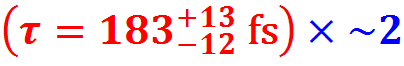 (τ = 183⁺¹³₋₁₂ fs) × ~2